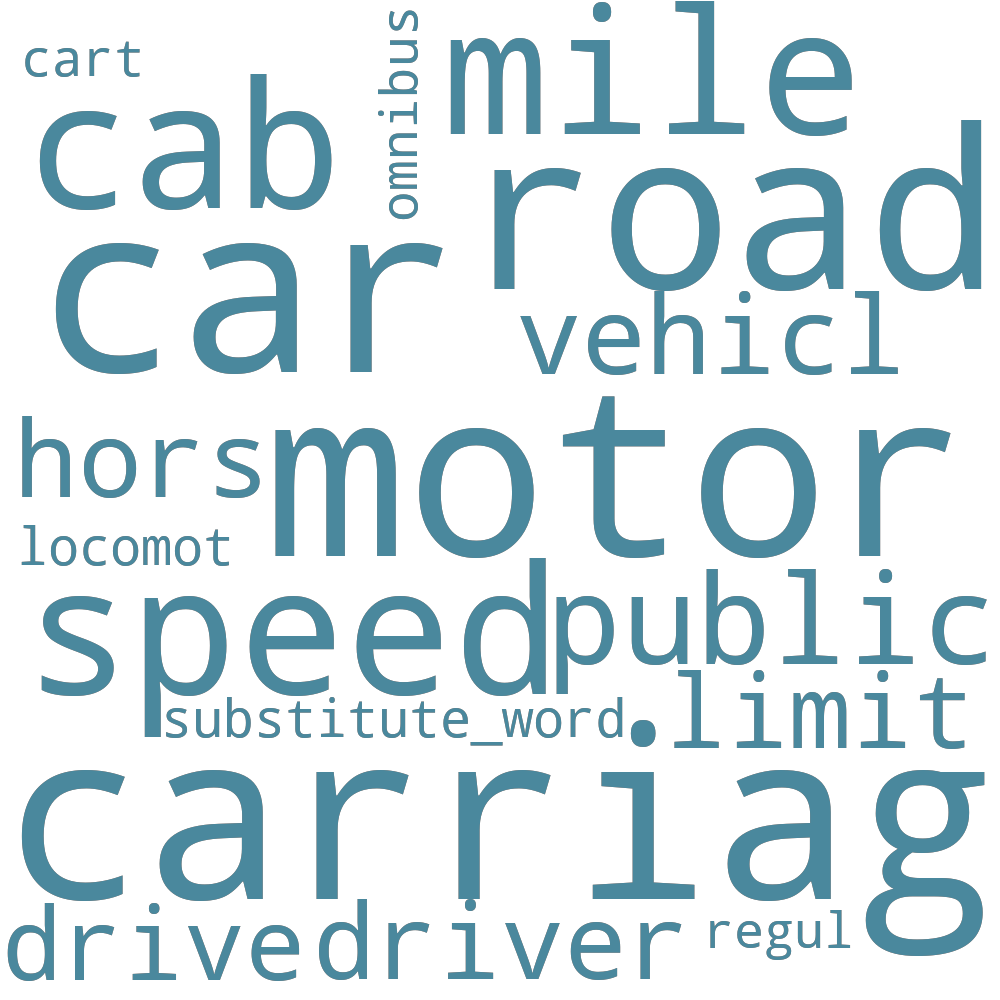 cart
omnibus
mile
cab
road
car
vehicl
hors
motor
locomot
speed
public
substitute_word
limit
carriag
drive
driver
regul